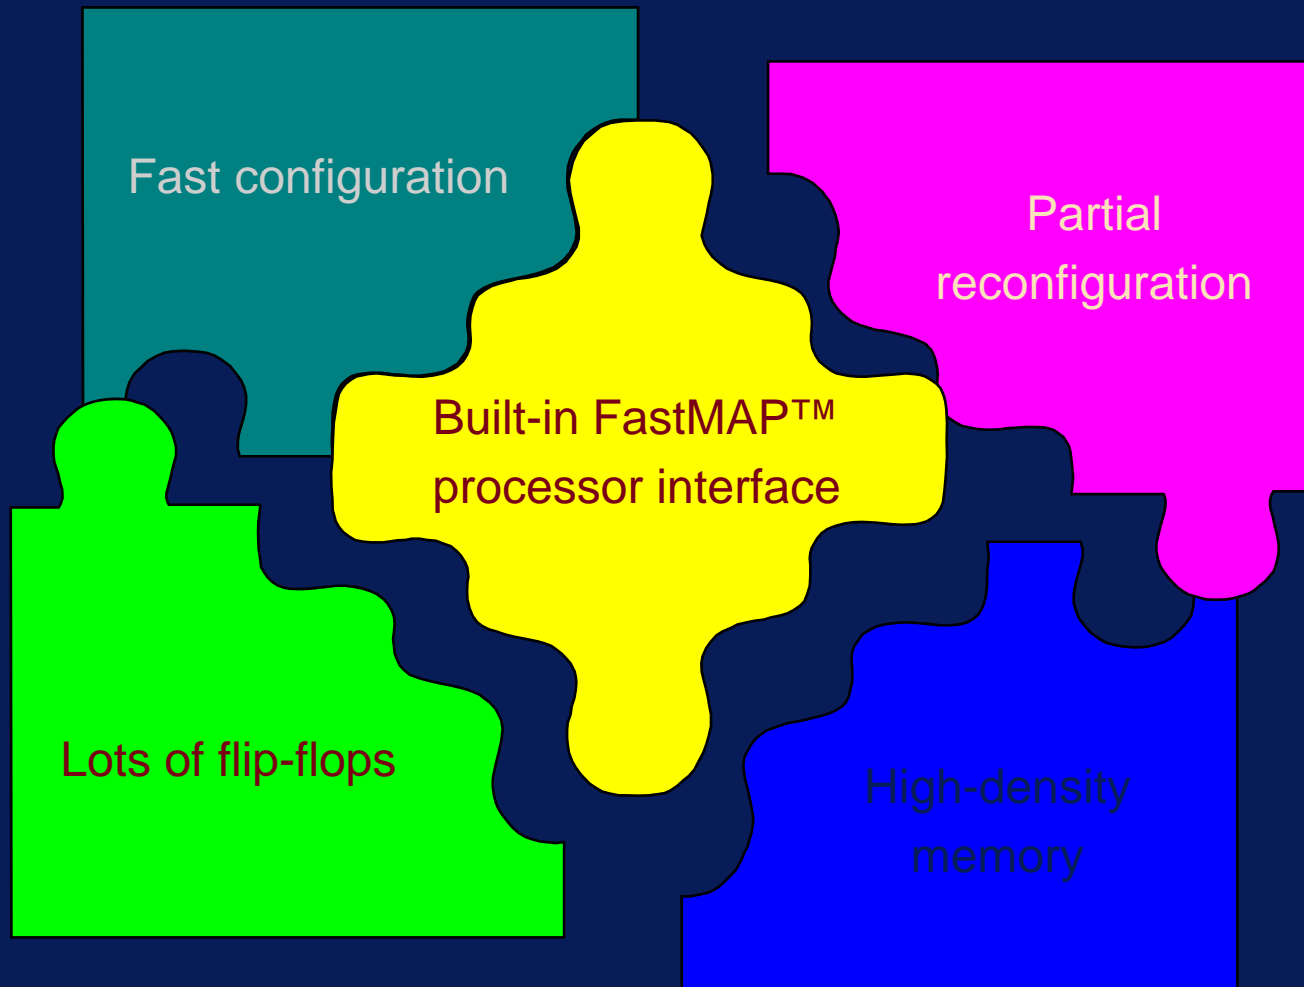 Fast configuration
Partial
reconfiguration
Built-in FastMAP™
processor interface
Lots of flip-flops
High-density
memory